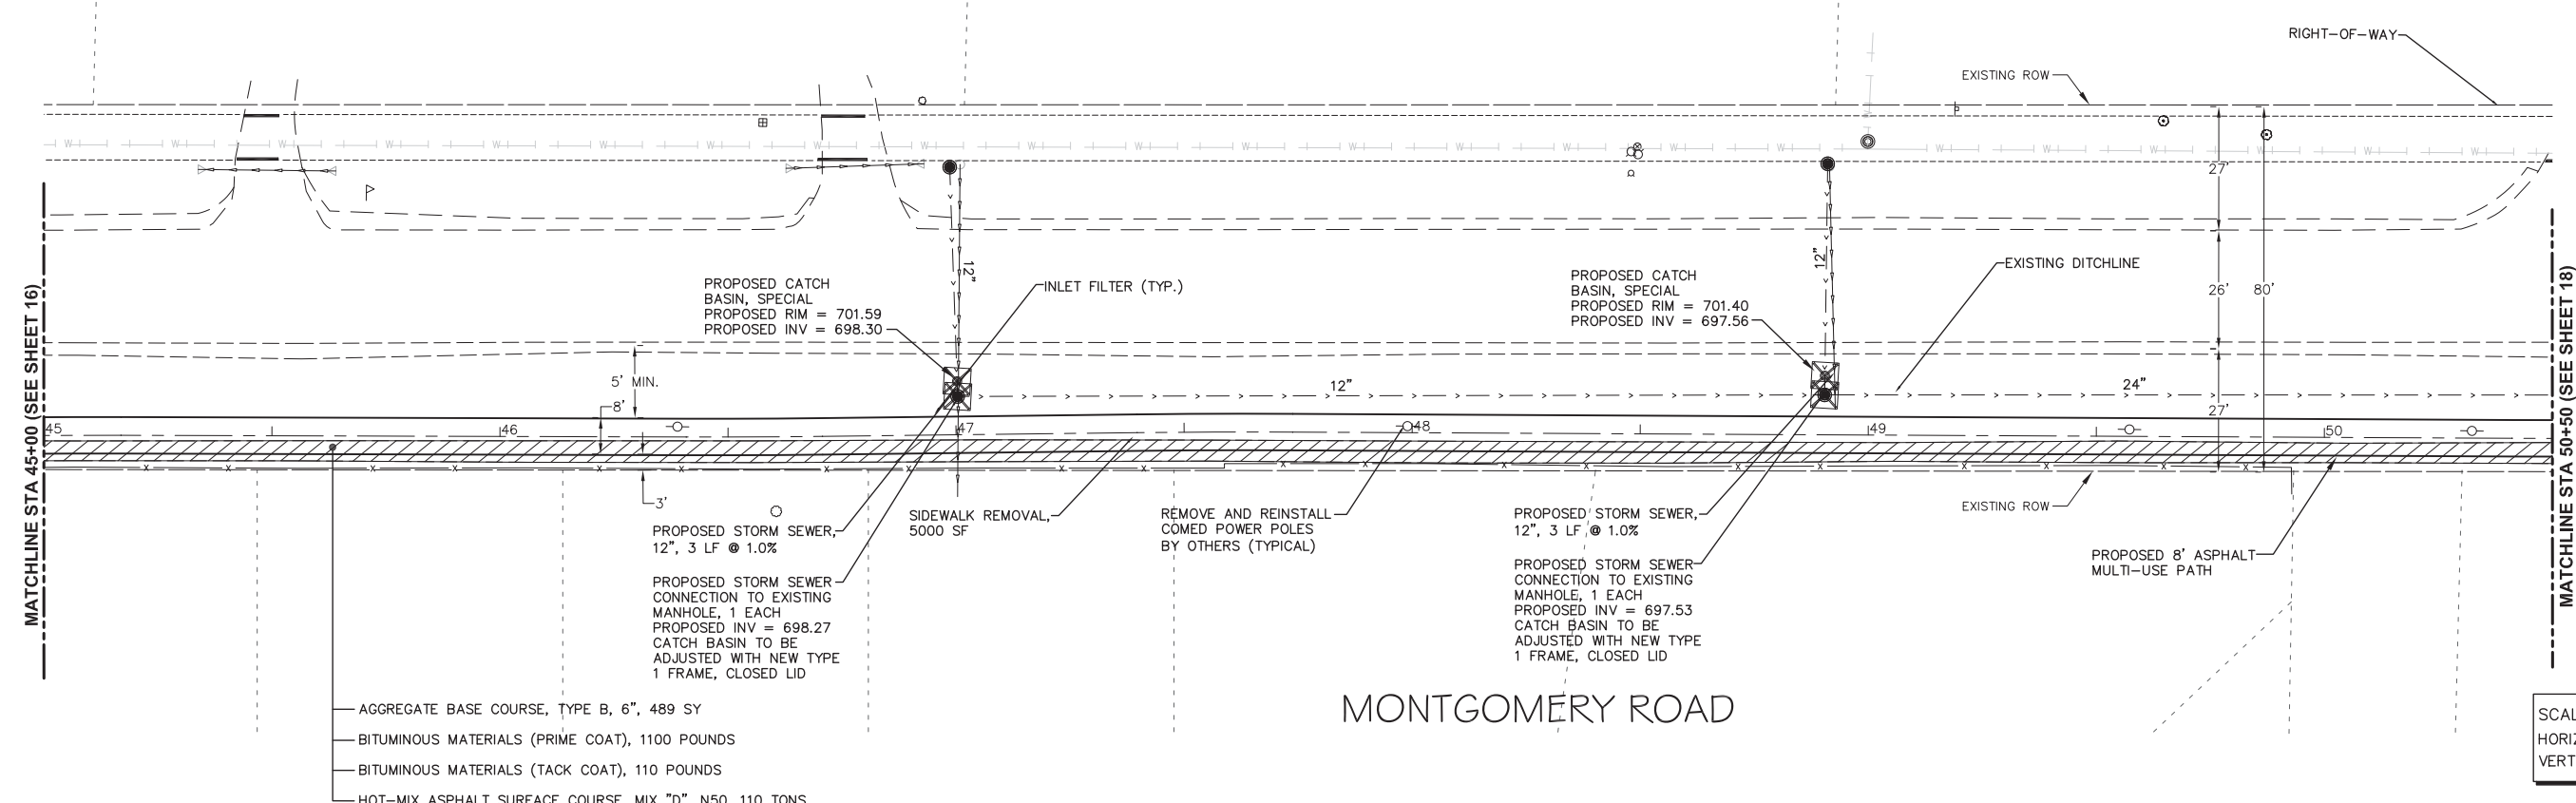 RIGHT-OF-WAY
EXISTING ROW
W W W W W W W W W W W W W W W W W W W W W W W
27'
MATCHLINE STA 45+00 (SEE SHEET 16)
PROPOSED CATCH
BASIN, SPECIAL
PROPOSED RIM = 701.59
PROPOSED INV = 698.30
12"
INLET FILTER (TYP.)
PROPOSED CATCH
BASIN, SPECIAL
PROPOSED RIM = 701.40
PROPOSED INV = 697.56
12"
EXISTING DITCHLINE
26'
80'
MATCHLINE STA 50+50 (SEE SHEET 18)
5' MIN.
8'
12"
24"
27'
45
46
47
48
49
50
3'
PROPOSED STORM SEWER,
12", 3 LF @ 1.0%
PROPOSED STORM SEWER
CONNECTION TO EXISTING
MANHOLE, 1 EACH
PROPOSED INV = 698.27
CATCH BASIN TO BE
ADJUSTED WITH NEW TYPE
1 FRAME, CLOSED LID
SIDEWALK REMOVAL,
5000 SF
REMOVE AND REINSTALL
COMED POWER POLES
BY OTHERS (TYPICAL)
PROPOSED STORM SEWER,
12", 3 LF @ 1.0%
PROPOSED STORM SEWER
CONNECTION TO EXISTING
MANHOLE, 1 EACH
PROPOSED INV = 697.53
CATCH BASIN TO BE
ADJUSTED WITH NEW TYPE
1 FRAME, CLOSED LID
EXISTING ROW
PROPOSED 8' ASPHALT
MULTI-USE PATH
MONTGOMERY ROAD
AGGREGATE BASE COURSE, TYPE B, 6", 489 SY
BITUMINOUS MATERIALS (PRIME COAT), 1100 POUNDS
BITUMINOUS MATERIALS (TACK COAT), 110 POUNDS
HOT-MIX ASPHALT SURFACE COURSE, MIX "D", N50, 110 TONS
SCAL
HORIZ
VERT